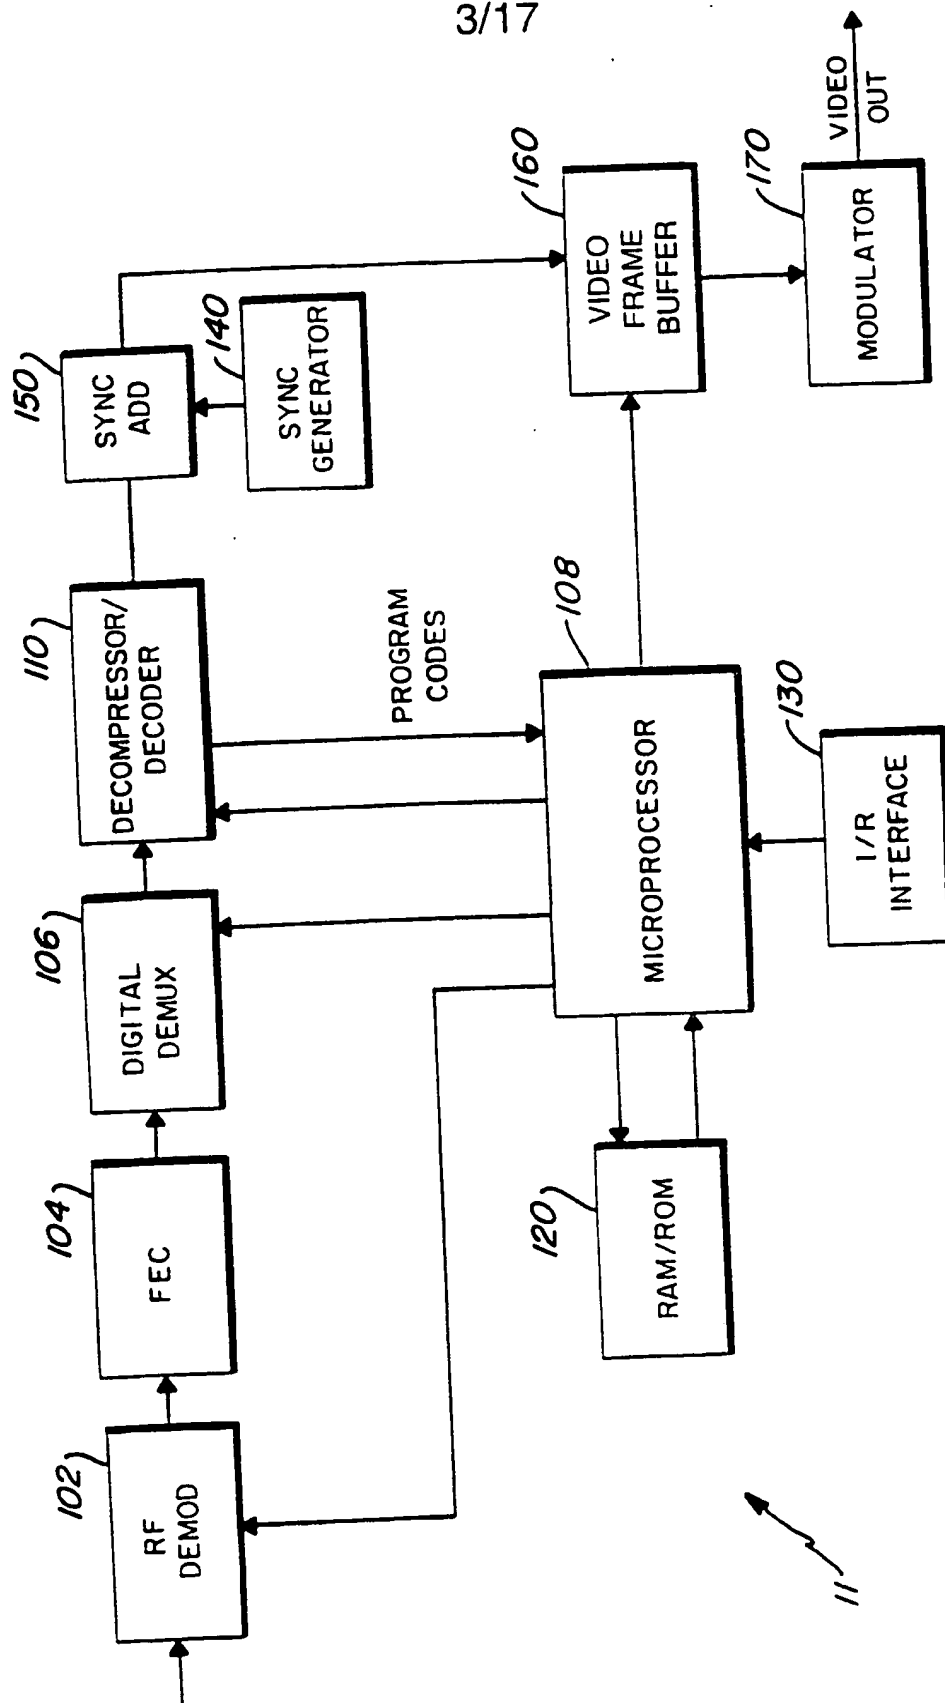 3/17
102
RF
DEMOD
104
FEC
106
DIGITAL
DEMUX
110
DECOMPRESSOR/
DECODER
150
SYNC
ADD
140
SYNC
GENERATOR
PROGRAM
CODES
160
VIDEO
FRAME
BUFFER
170
MODULATOR
VIDEO
OUT
108
MICROPROCESSOR
120
RAM/ROM
130
I/R
INTERFACE
11